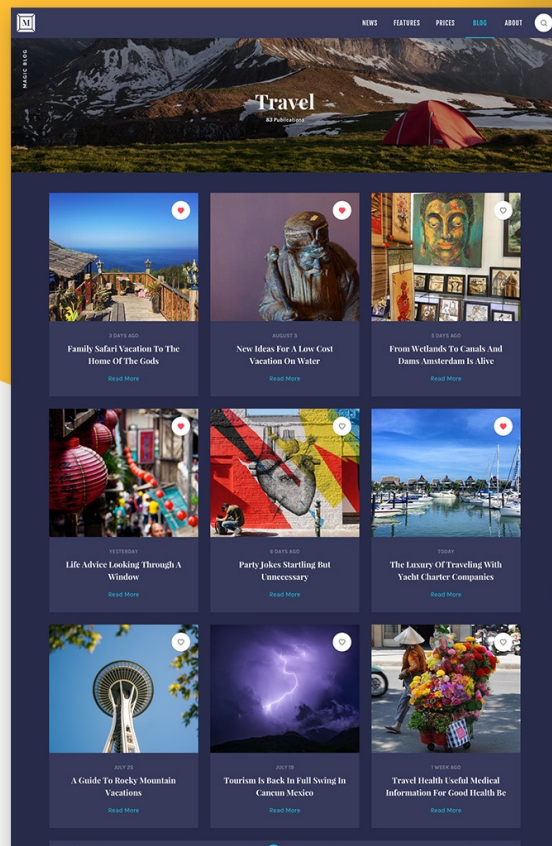 M
NEWS FEATURES PRICES BLOG ABOUT
MAGIC BLOG
Travel
53 Publications
3 DAYS AGO
Family Safari Vacation To The
Home Of The Gods
Read More
AUGUST 3
New Ideas For A Low Cost
Vacation On Water
Read More
5 DAYS AGO
From Wetlands To Canals And
Dams Amsterdam Is Alive
Read More
YESTERDAY
Life Advice Looking Through A
Window
Read More
6 DAYS AGO
Party Jokes Startling But
Unnecessary
Read More
TODAY
The Luxury Of Traveling With
Yacht Charter Companies
Read More
JULY 20
A Guide To Rocky Mountain
Vacations
Read More
JULY 19
Tourism Is Back In Full Swing In
Cancun Mexico
Read More
1 WEEK AGO
Travel Health Useful Medical
Information For Good Health Be
Read More